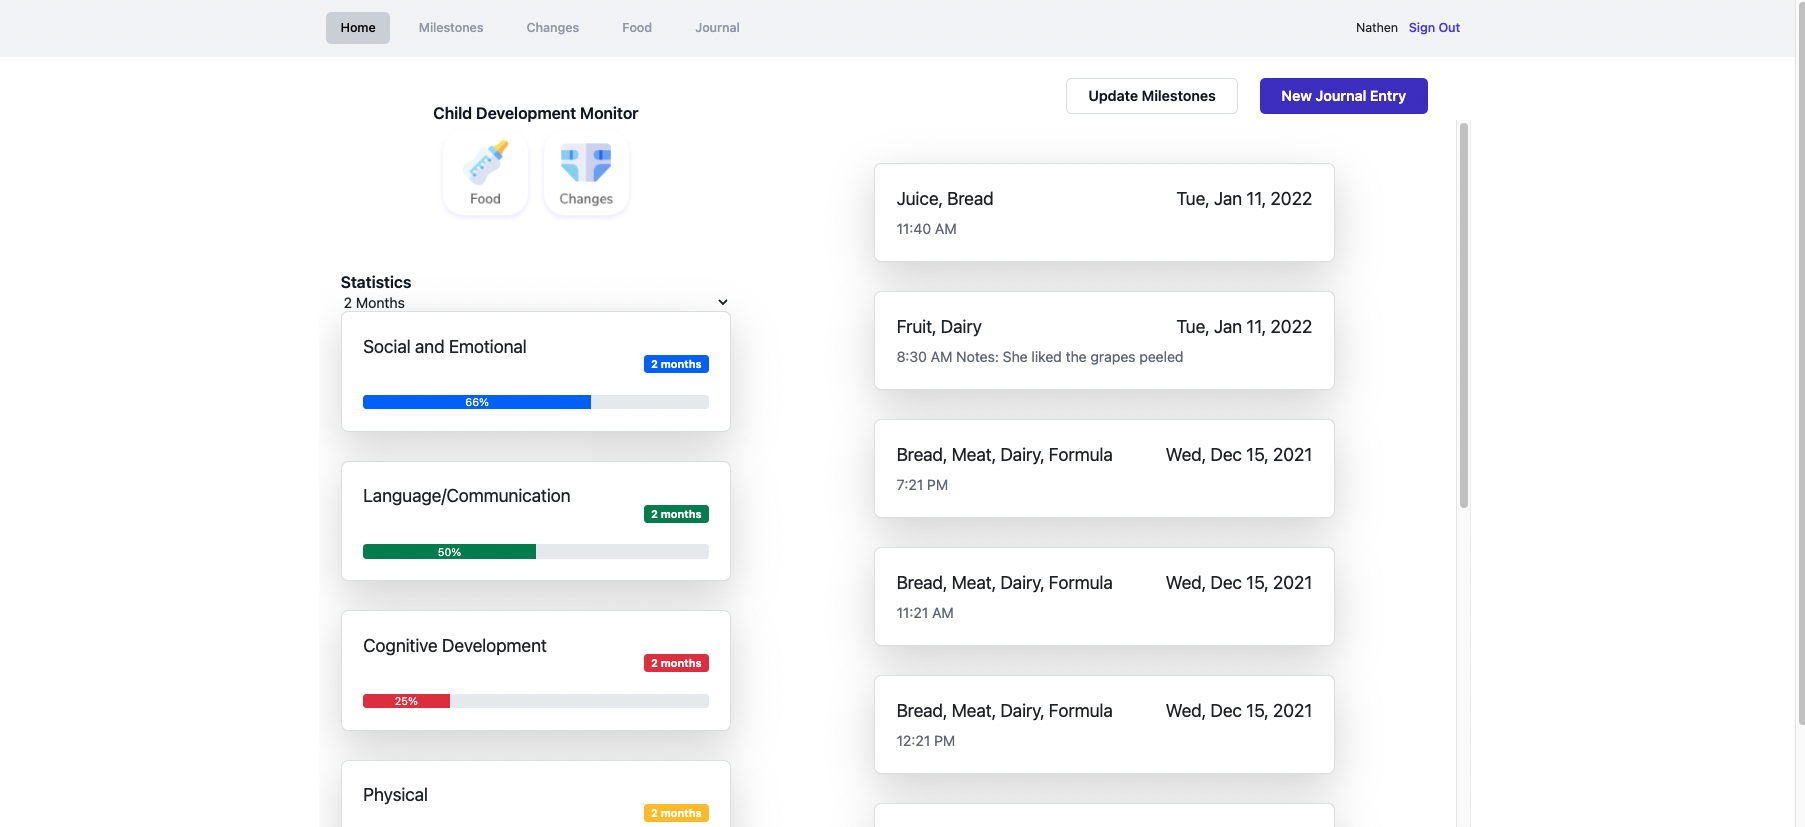 Home Milestones Changes Food Journal Nathen Sign Out
Update Milestones New Journal Entry
Child Development Monitor
Food Changes
Statistics
2 Months
Social and Emotional
2 months
66%
Language/Communication
2 months
50%
Cognitive Development
2 months
25%
Physical
2 months
Juice, Bread Tue, Jan 11, 2022
11:40 AM
Fruit, Dairy Tue, Jan 11, 2022
8:30 AM Notes: She liked the grapes peeled
Bread, Meat, Dairy, Formula Wed, Dec 15, 2021
7:21 PM
Bread, Meat, Dairy, Formula Wed, Dec 15, 2021
11:21 AM
Bread, Meat, Dairy, Formula Wed, Dec 15, 2021
12:21 PM